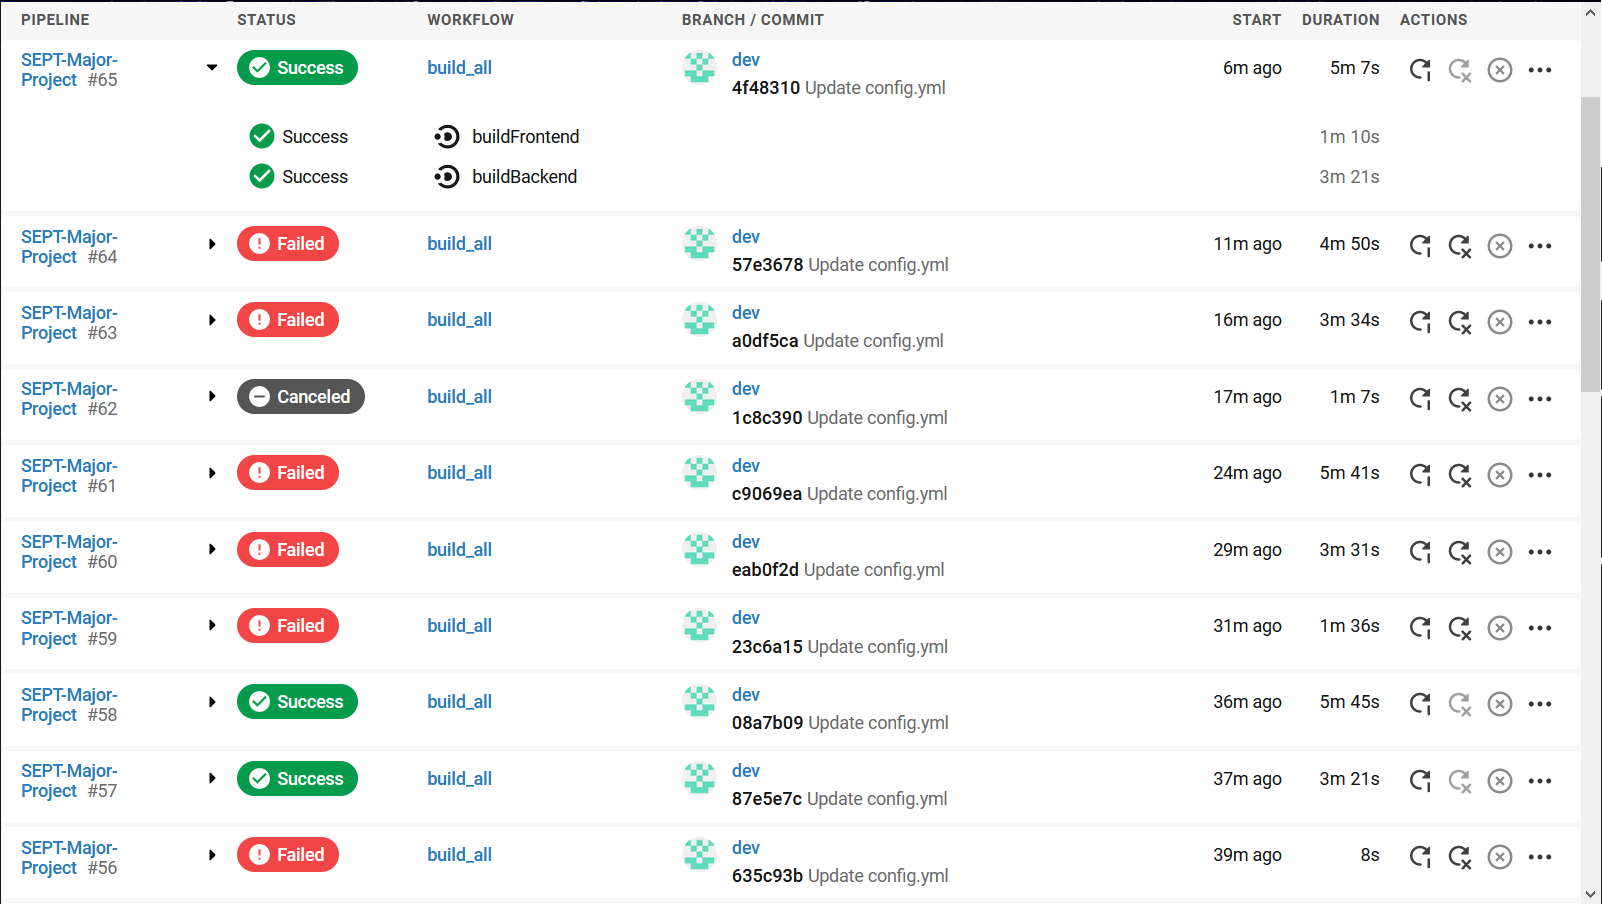 PIPELINE STATUS WORKFLOW BRANCH / COMMIT START DURATION ACTIONS
SEPT-Major-
Project #65 Success build_all dev 6m ago 5m 7s
4f48310 Update config.yml
Success buildFrontend 1m 10s
Success buildBackend 3m 21s
SEPT-Major-
Project #64 Failed build_all dev 11m ago 4m 50s
57e3678 Update config.yml
SEPT-Major-
Project #63 Failed build_all dev 16m ago 3m 34s
a0df5ca Update config.yml
SEPT-Major-
Project #62 Canceled build_all dev 17m ago 1m 7s
1c8c390 Update config.yml
SEPT-Major-
Project #61 Failed build_all dev 24m ago 5m 41s
c9069ea Update config.yml
SEPT-Major-
Project #60 Failed build_all dev 29m ago 3m 31s
eab0f2d Update config.yml
SEPT-Major-
Project #59 Failed build_all dev 31m ago 1m 36s
23c6a15 Update config.yml
SEPT-Major-
Project #58 Success build_all dev 36m ago 5m 45s
08a7b09 Update config.yml
SEPT-Major-
Project #57 Success build_all dev 37m ago 3m 21s
87e5e7c Update config.yml
SEPT-Major-
Project #56 Failed build_all dev 39m ago 8s
635c93b Update config.yml